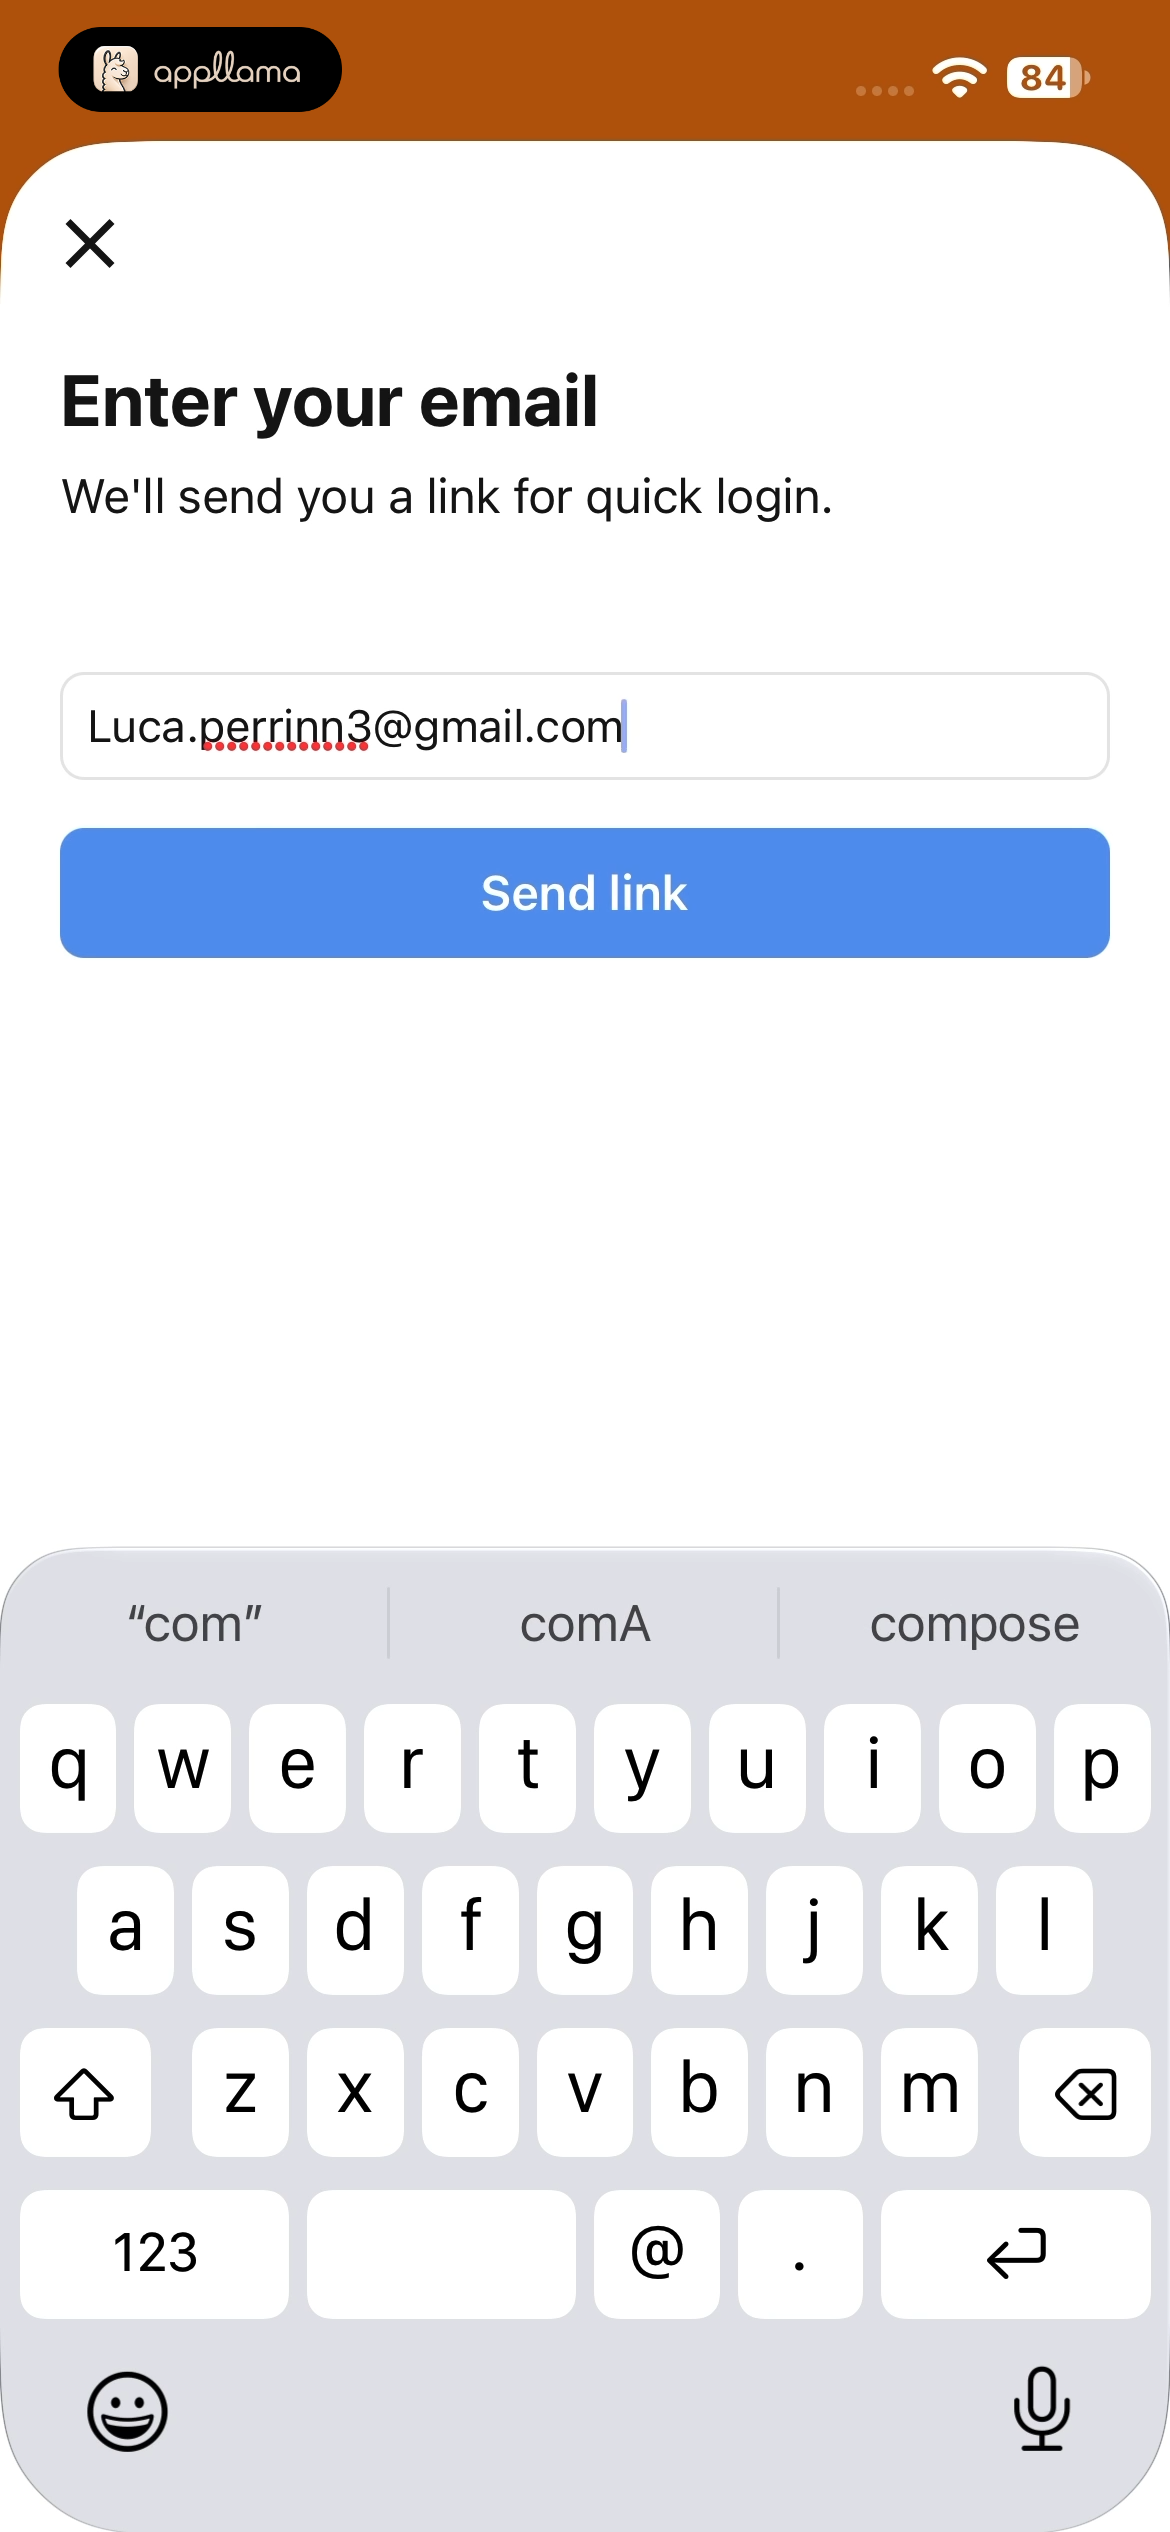 appllama
84
Enter your email
We'll send you a link for quick login.
Luca.perrinn3@gmail.com
Send link
“com” comA compose
q w e r t y u i o p
a s d f g h j k l
z x c v b n m
123 @ .